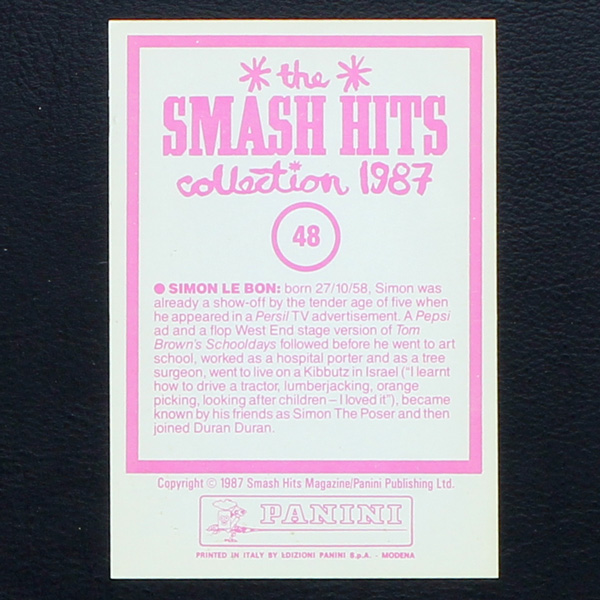 * the *
SMASH HITS
collection 1987
48
● SIMON LE BON: born 27/10/58, Simon was
already a show-off by the tender age of five when
he appeared in a Persil TV advertisement. A Pepsi
ad and a flop West End stage version of Tom
Brown's Schooldays followed before he went to art
school, worked as a hospital porter and as a tree
surgeon, went to live on a Kibbutz in Israel ("I learnt
how to drive a tractor, lumberjacking, orange
picking, looking after children – I loved it"), became
known by his friends as Simon The Poser and then
joined Duran Duran.
Copyright © 1987 Smash Hits Magazine/Panini Publishing Ltd.
PANINI
PRINTED IN ITALY BY EDIZIONI PANINI S.p.A. - MODENA